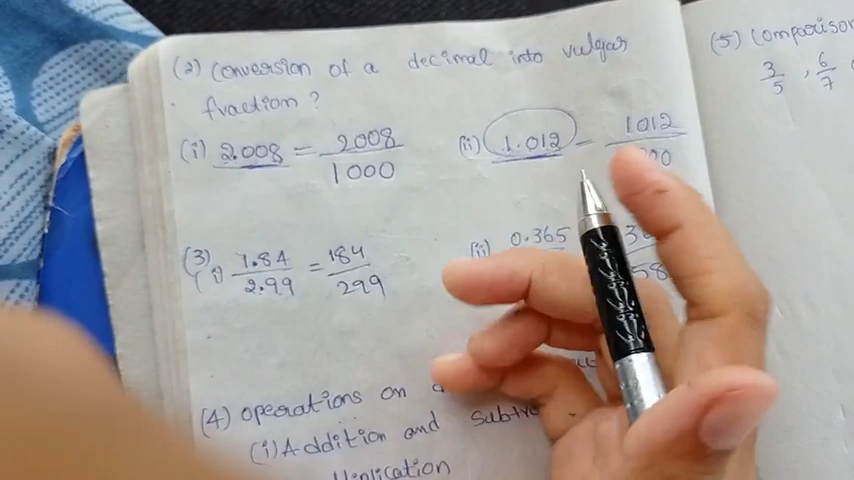 (2) Conversion of a decimal into vulgar
fraction?
(i) 2.008 = 2008/1000 (ii) 1.012 = 1012/
(3)
(i) 1.84/2.99 = 184/299 (ii) 0.365
(4) Operations on
(i) Addition and Subtr
(5) Comparison
3/5, 6/7